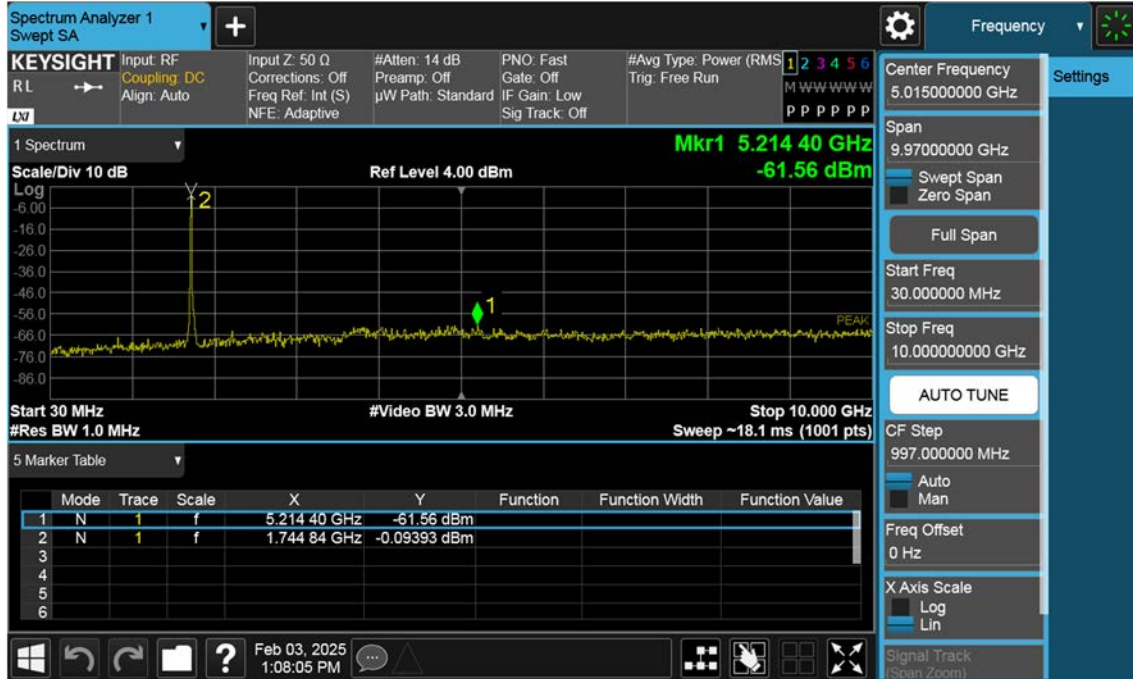 Spectrum Analyzer 1
Swept SA
+
Frequency
KEYSIGHT
RL
LXI
Input: RF
Coupling: DC
Align: Auto
Input Z: 50 Ω
Corrections: Off
Freq Ref: Int (S)
NFE: Adaptive
#Atten: 14 dB
Preamp: Off
µW Path: Standard
PNO: Fast
Gate: Off
IF Gain: Low
Sig Track: Off
#Avg Type: Power (RMS
Trig: Free Run
1 2 3 4 5 6
M W W W W W
P P P P P P
1 Spectrum
Scale/Div 10 dB
Ref Level 4.00 dBm
Mkr1 5.214 40 GHz
-61.56 dBm
Log
-6.00
-16.0
-26.0
-36.0
-46.0
-56.0
-66.0
-76.0
-86.0
2
1
PEAK
Start 30 MHz
#Video BW 3.0 MHz
Stop 10.000 GHz
#Res BW 1.0 MHz
Sweep ~18.1 ms (1001 pts)
5 Marker Table
Mode Trace Scale X Y Function Function Width Function Value
1 N 1 f 5.214 40 GHz -61.56 dBm
2 N 1 f 1.744 84 GHz -0.09393 dBm
3
4
5
6
?
Feb 03, 2025
1:08:05 PM
Center Frequency
5.015000000 GHz
Settings
Span
9.97000000 GHz
Swept Span
Zero Span
Full Span
Start Freq
30.000000 MHz
Stop Freq
10.000000000 GHz
AUTO TUNE
CF Step
997.000000 MHz
Auto
Man
Freq Offset
0 Hz
X Axis Scale
Log
Lin
Signal Track
(Span Zoom)